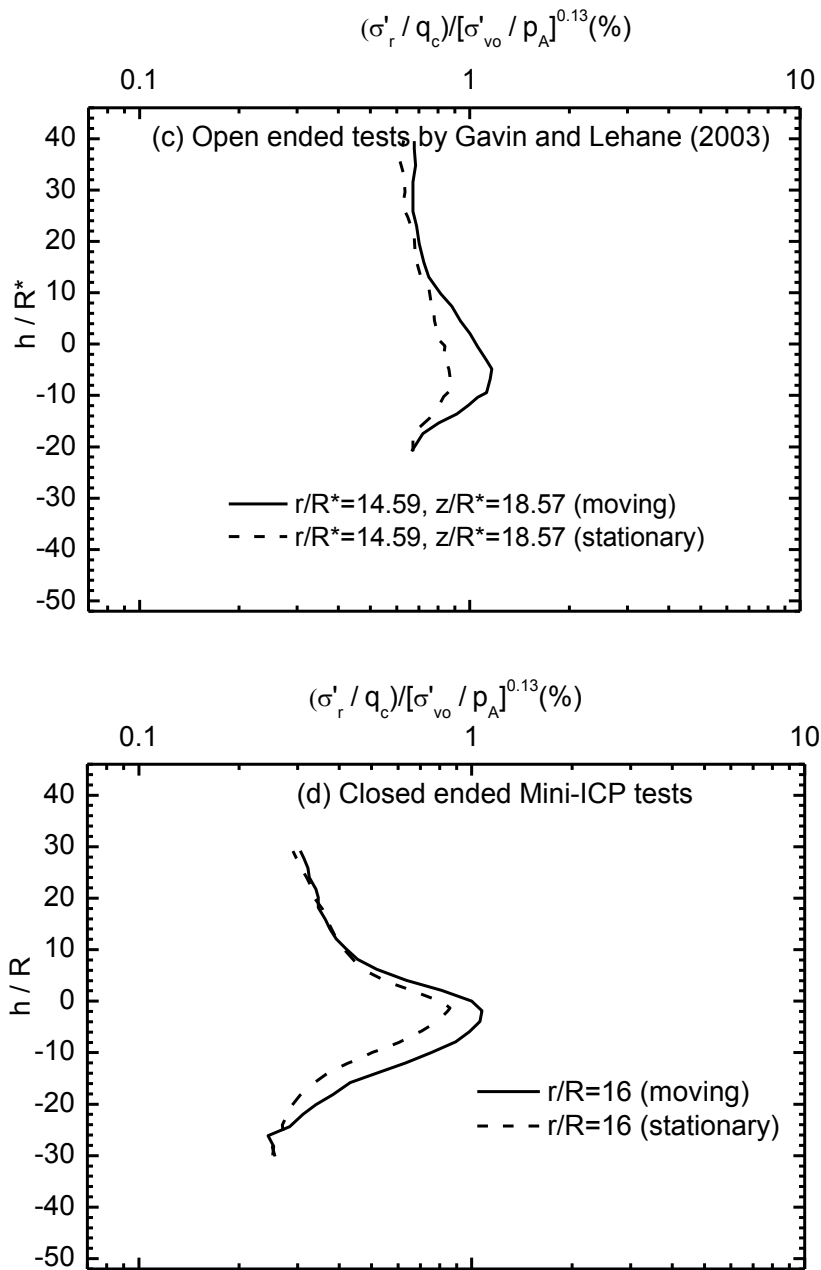 (σ'r / qc)/[σ'vo / pA]^0.13(%)
0.1 1 10
(c) Open ended tests by Gavin and Lehane (2003)
40
30
20
10
0
-10
-20
-30
-40
-50
h / R*
r/R*=14.59, z/R*=18.57 (moving)
r/R*=14.59, z/R*=18.57 (stationary)
(σ'r / qc)/[σ'vo / pA]^0.13(%)
0.1 1 10
(d) Closed ended Mini-ICP tests
40
30
20
10
0
-10
-20
-30
-40
-50
h / R
r/R=16 (moving)
r/R=16 (stationary)